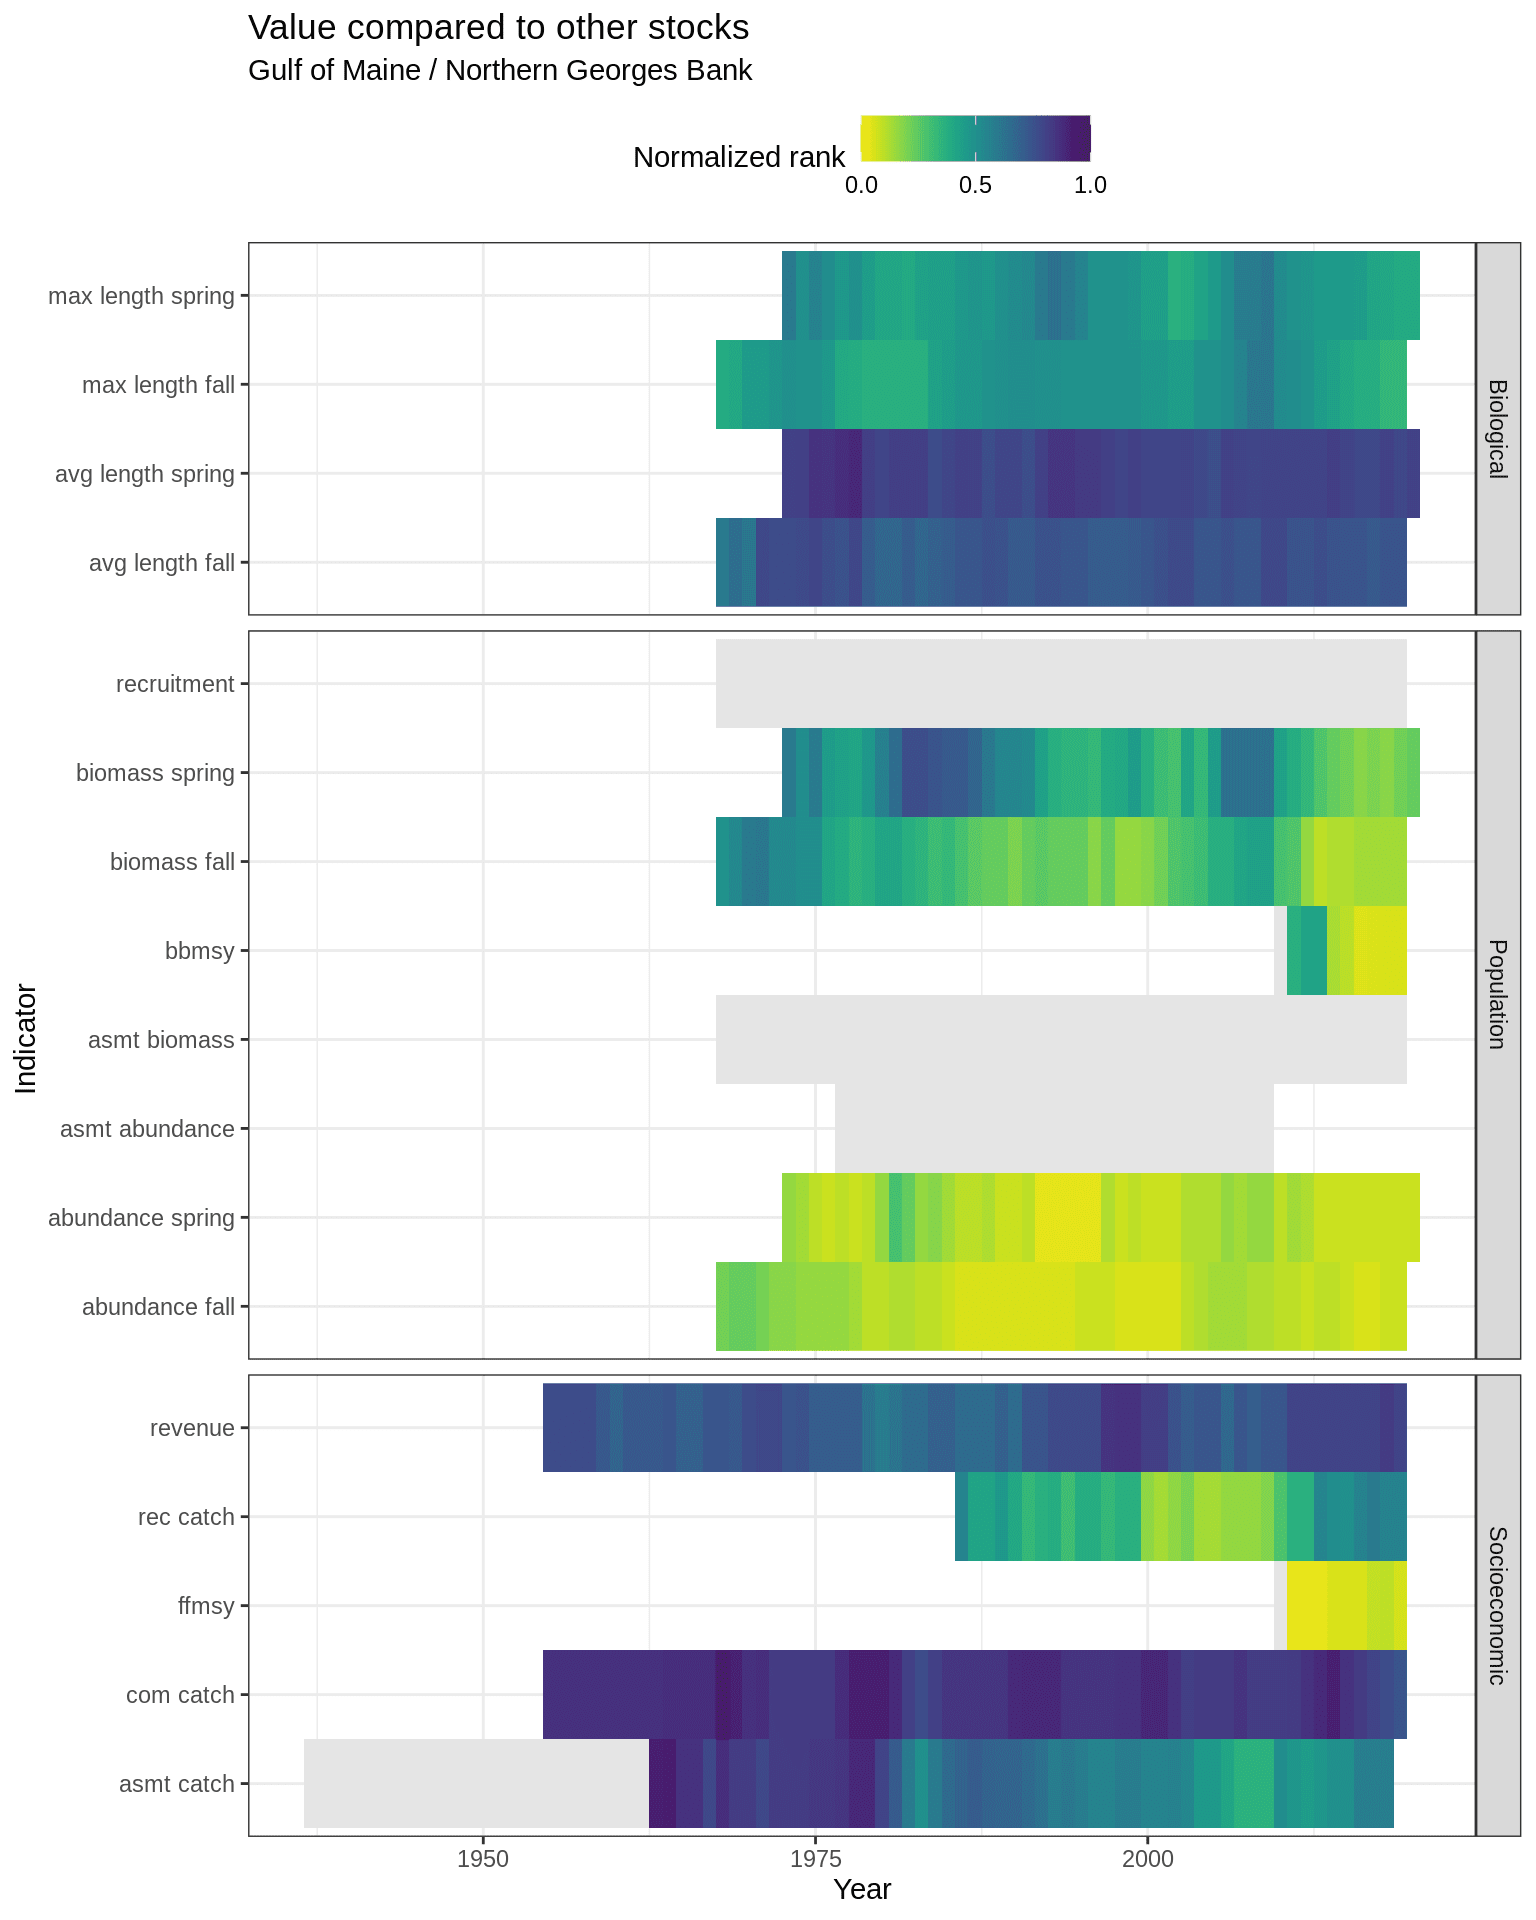 Value compared to other stocks
Gulf of Maine / Northern Georges Bank
Normalized rank
0.0 0.5 1.0
max length spring
max length fall
avg length spring
avg length fall
Biological
recruitment
biomass spring
biomass fall
bbmsy
asmt biomass
asmt abundance
abundance spring
abundance fall
Population
Indicator
revenue
rec catch
ffmsy
com catch
asmt catch
Socioeconomic
1950 1975 2000
Year